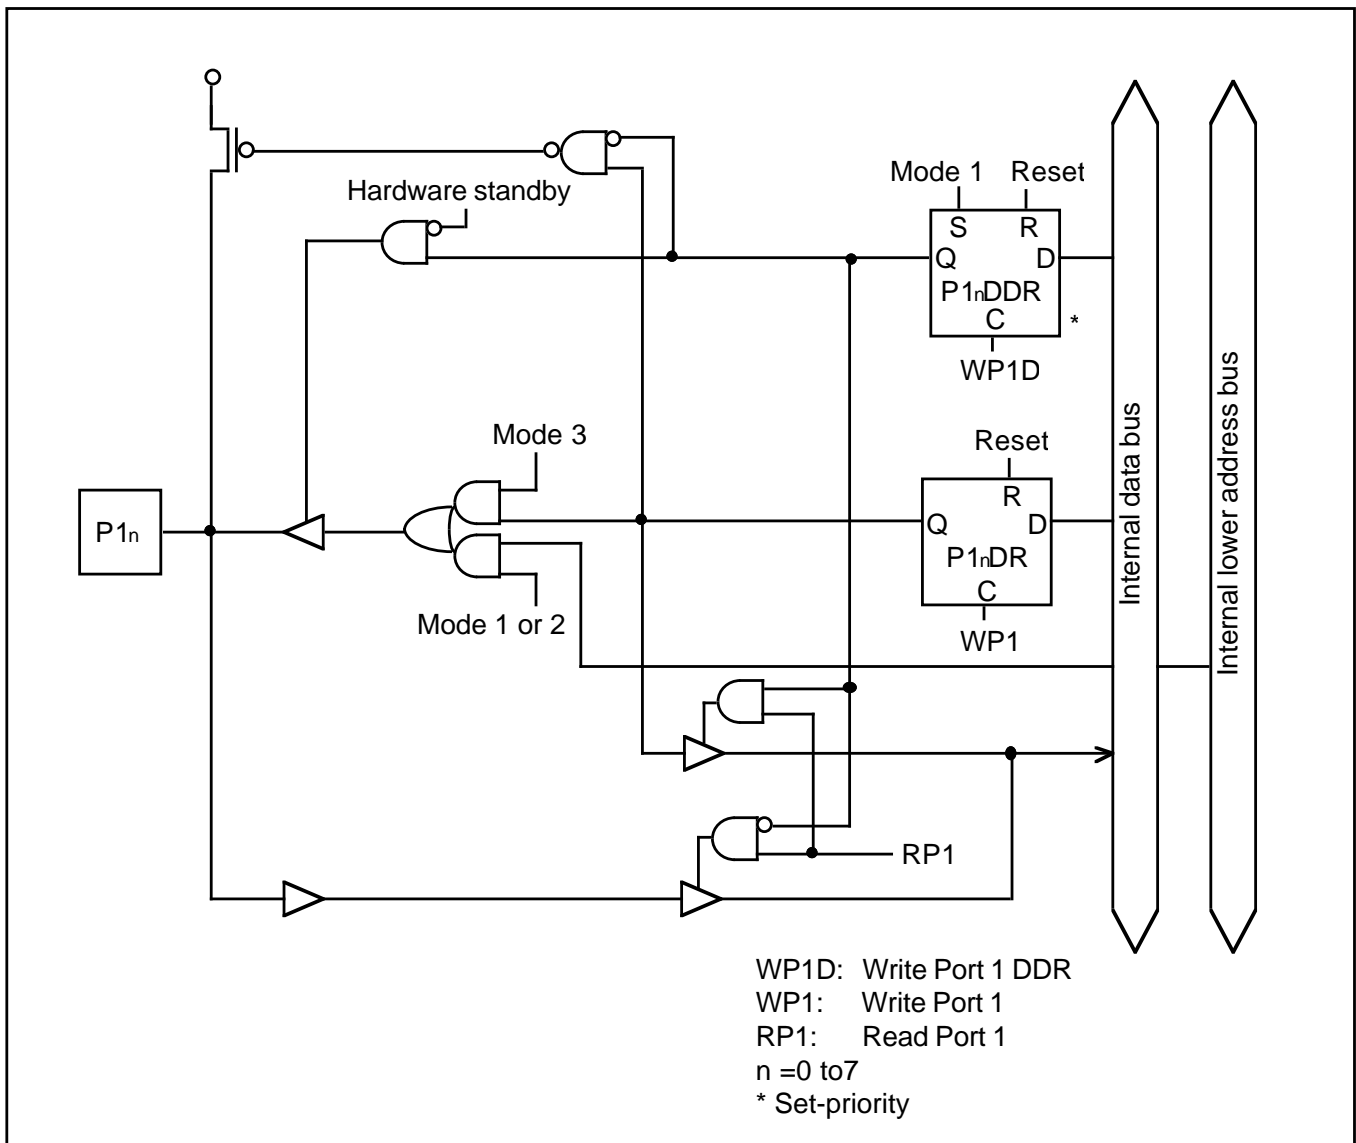 Hardware standby
Mode 1
Reset
S
R
Q
D
P1nDDR
C
*
WP1D
Mode 3
Reset
R
Q
D
P1nDR
C
WP1
P1n
Mode 1 or 2
Internal data bus
Internal lower address bus
RP1
WP1D: Write Port 1 DDR
WP1: Write Port 1
RP1: Read Port 1
n =0 to7
* Set-priority